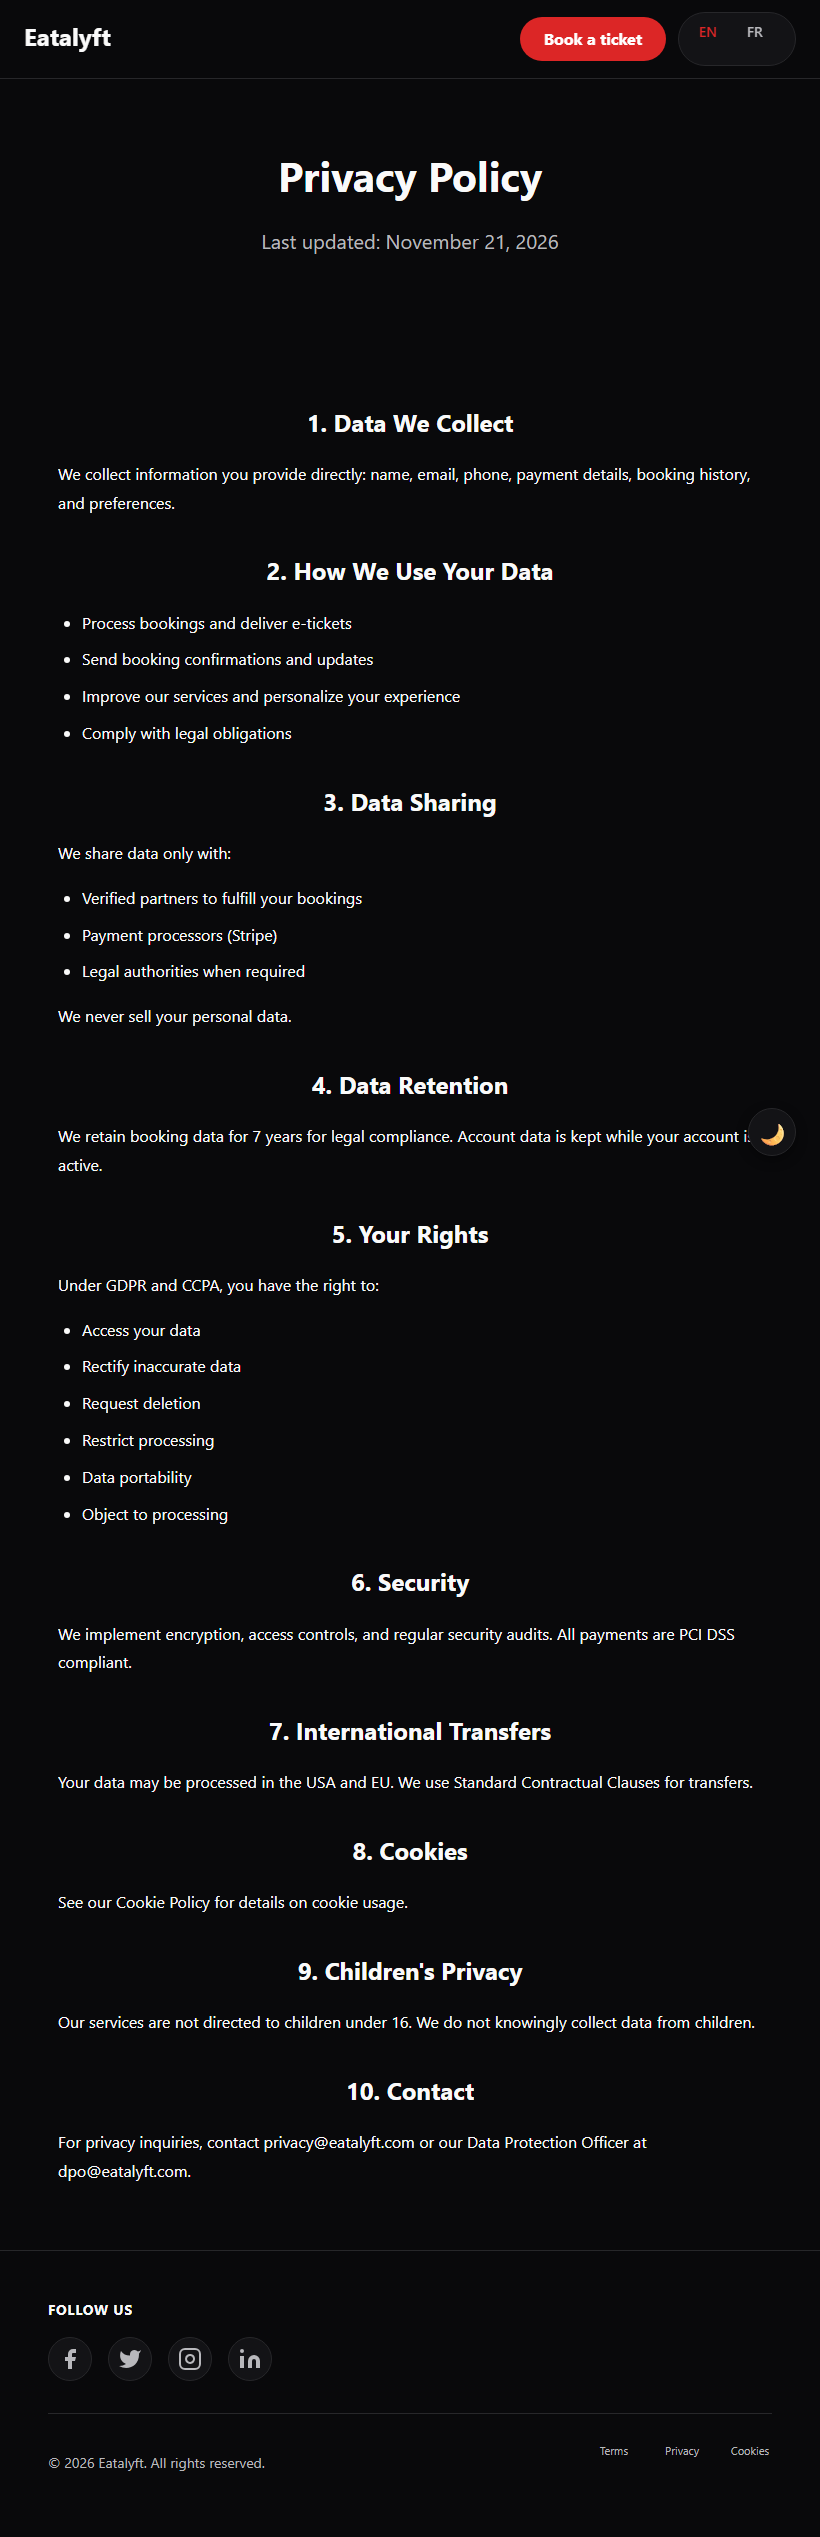 Eatalyft
Book a ticket
EN FR
Privacy Policy
Last updated: November 21, 2026
1. Data We Collect
We collect information you provide directly: name, email, phone, payment details, booking history,
and preferences.
2. How We Use Your Data
• Process bookings and deliver e-tickets
• Send booking confirmations and updates
• Improve our services and personalize your experience
• Comply with legal obligations
3. Data Sharing
We share data only with:
• Verified partners to fulfill your bookings
• Payment processors (Stripe)
• Legal authorities when required
We never sell your personal data.
4. Data Retention
We retain booking data for 7 years for legal compliance. Account data is kept while your account is
active.
5. Your Rights
Under GDPR and CCPA, you have the right to:
• Access your data
• Rectify inaccurate data
• Request deletion
• Restrict processing
• Data portability
• Object to processing
6. Security
We implement encryption, access controls, and regular security audits. All payments are PCI DSS
compliant.
7. International Transfers
Your data may be processed in the USA and EU. We use Standard Contractual Clauses for transfers.
8. Cookies
See our Cookie Policy for details on cookie usage.
9. Children's Privacy
Our services are not directed to children under 16. We do not knowingly collect data from children.
10. Contact
For privacy inquiries, contact privacy@eatalyft.com or our Data Protection Officer at
dpo@eatalyft.com.
FOLLOW US
© 2026 Eatalyft. All rights reserved.
Terms Privacy Cookies